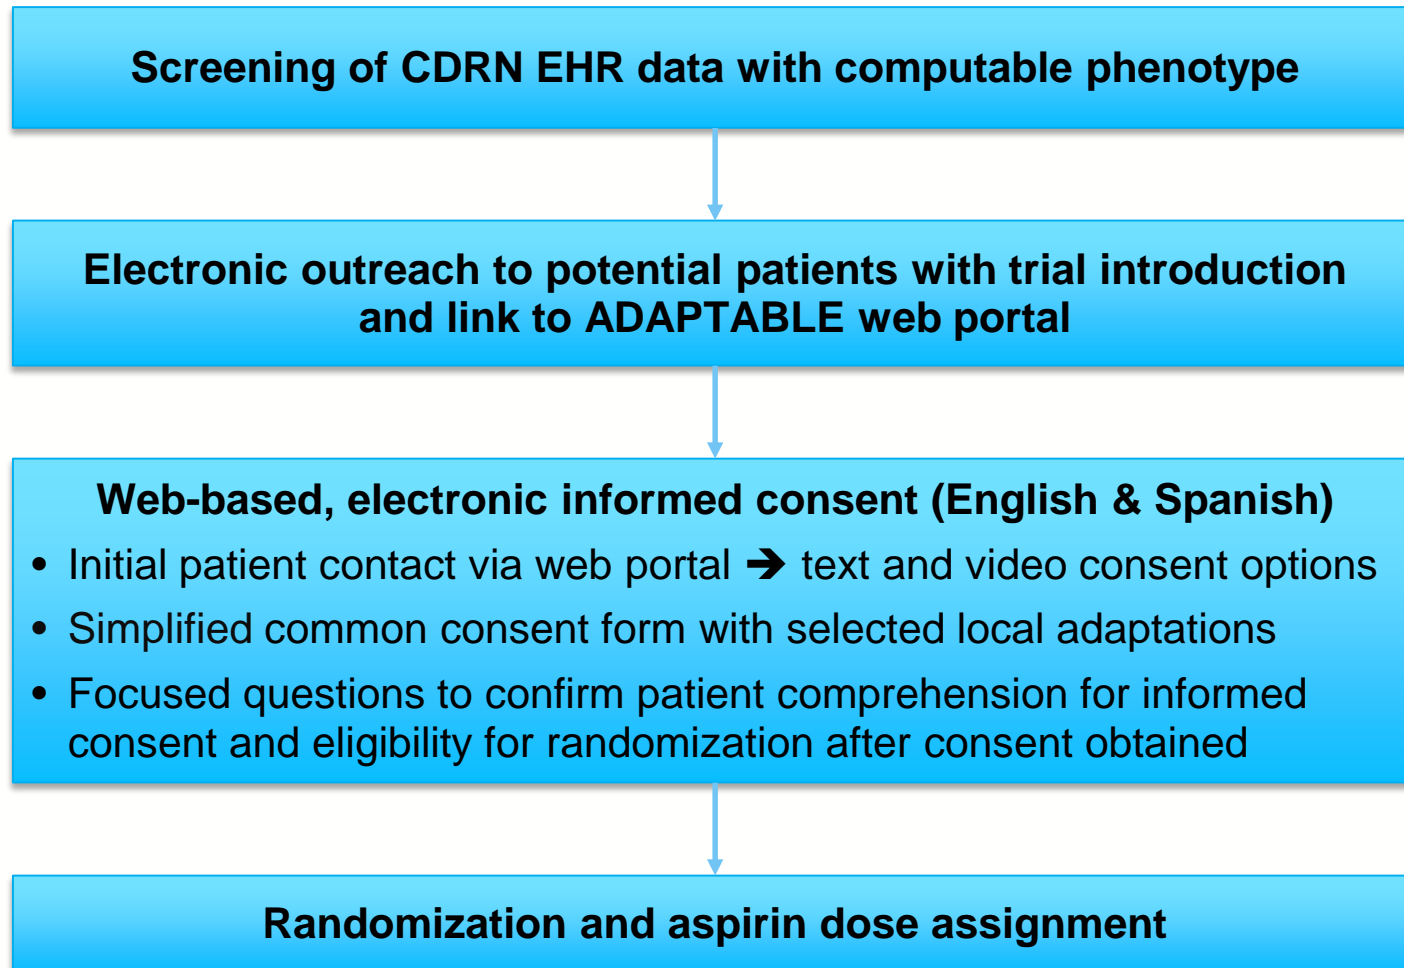 Screening of CDRN EHR data with computable phenotype
Electronic outreach to potential patients with trial introduction
and link to ADAPTABLE web portal
Web-based, electronic informed consent (English & Spanish)
• Initial patient contact via web portal ➔ text and video consent options
• Simplified common consent form with selected local adaptations
• Focused questions to confirm patient comprehension for informed
consent and eligibility for randomization after consent obtained
Randomization and aspirin dose assignment